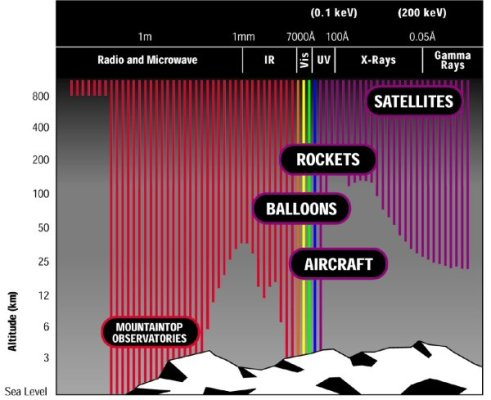 (0.1 keV) (200 keV)
1m 1mm 7000Å 100Å 0.05Å
Radio and Microwave IR Vis UV X-Rays Gamma Rays
800
SATELLITES
400
200
ROCKETS
100
BALLOONS
50
25
AIRCRAFT
12
6
MOUNTAINTOP
OBSERVATORIES
3
Sea Level
Altitude (km)